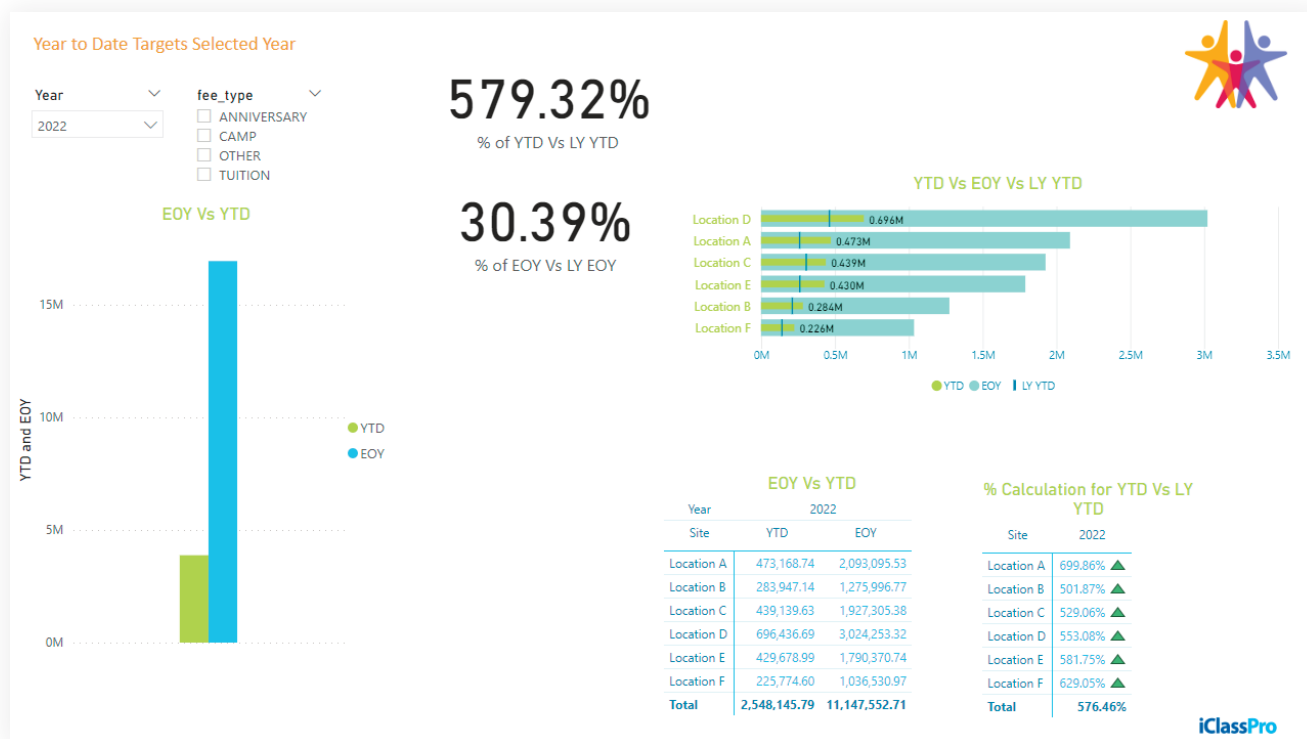 Year to Date Targets Selected Year
Year
2022
fee_type
ANNIVERSARY
CAMP
OTHER
TUITION
579.32%
% of YTD Vs LY YTD
30.39%
% of EOY Vs LY EOY
EOY Vs YTD
YTD and EOY
15M
10M
5M
0M
YTD
EOY
YTD Vs EOY Vs LY YTD
Location D 0.696M
Location A 0.473M
Location C 0.439M
Location E 0.430M
Location B 0.284M
Location F 0.226M
0M 0.5M 1M 1.5M 2M 2.5M 3M 3.5M
YTD EOY LY YTD
EOY Vs YTD
Year 2022
Site YTD EOY
Location A 473,168.74 2,093,095.53
Location B 283,947.14 1,275,996.77
Location C 439,139.63 1,927,305.38
Location D 696,436.69 3,024,253.32
Location E 429,678.99 1,790,370.74
Location F 225,774.60 1,036,530.97
Total 2,548,145.79 11,147,552.71
% Calculation for YTD Vs LY
YTD
Site 2022
Location A 699.86%
Location B 501.87%
Location C 529.06%
Location D 553.08%
Location E 581.75%
Location F 629.05%
Total 576.46%
iClassPro